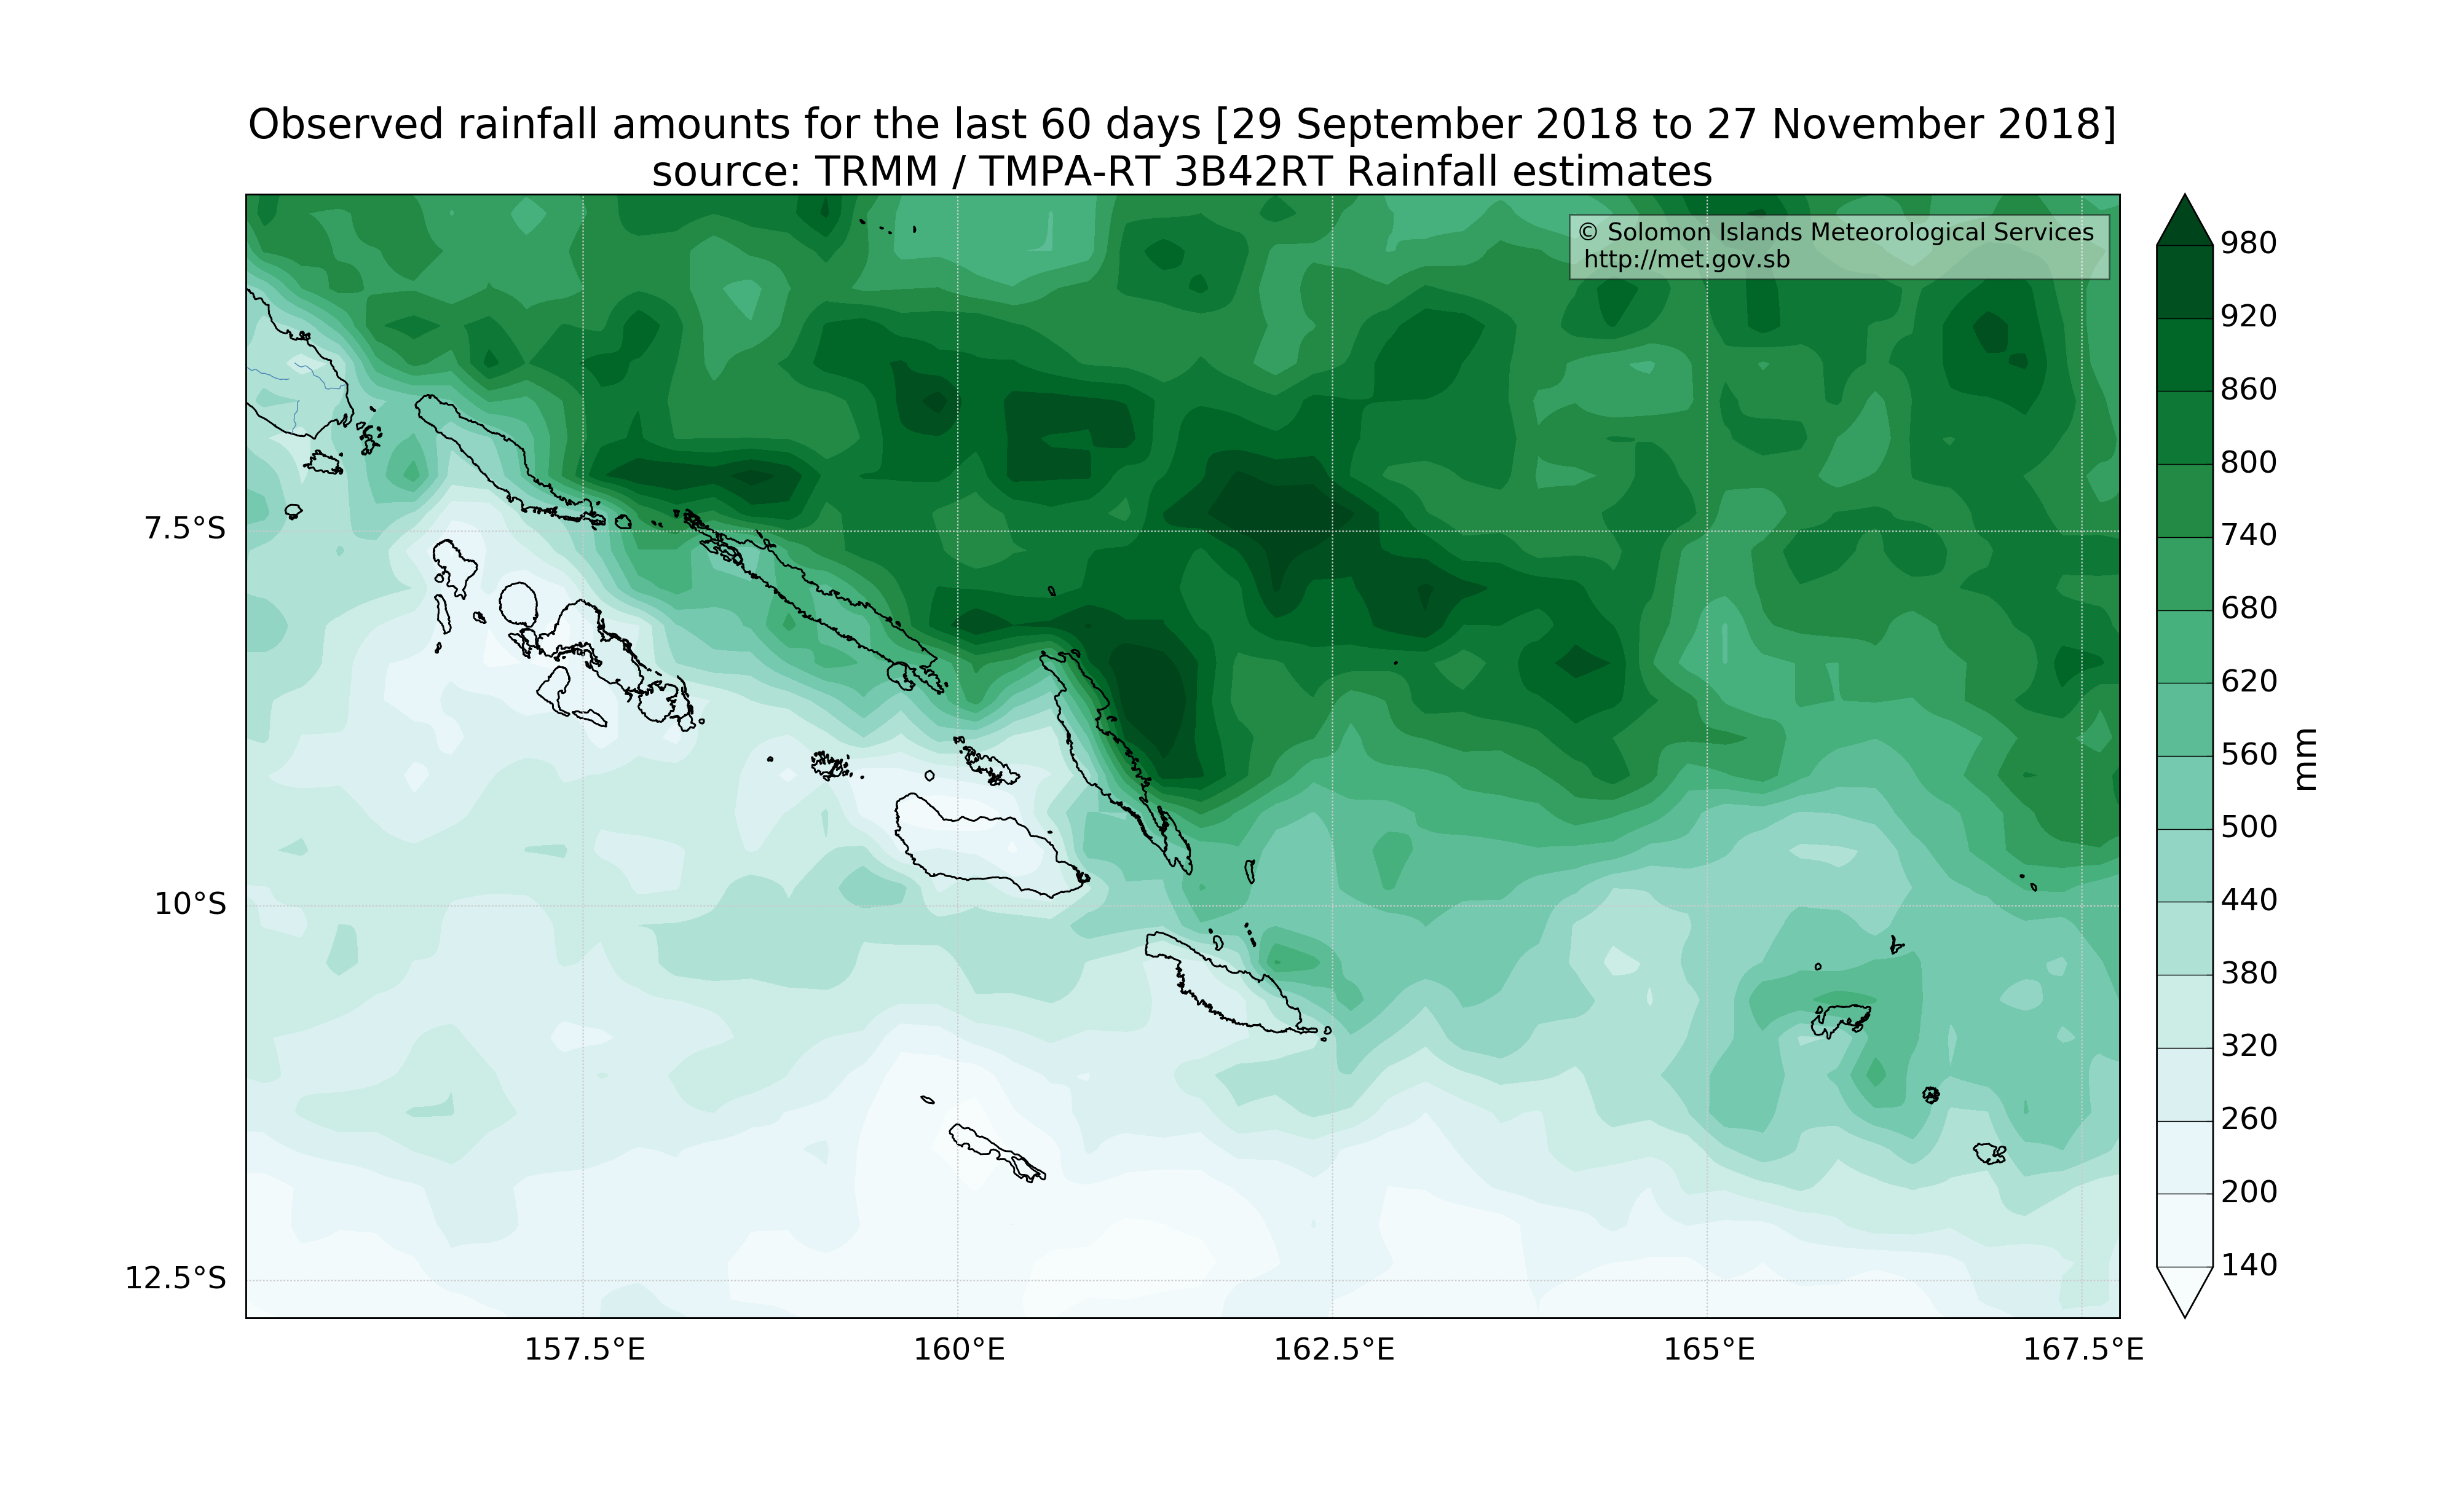 Observed rainfall amounts for the last 60 days [29 September 2018 to 27 November 2018]
source: TRMM / TMPA-RT 3B42RT Rainfall estimates
© Solomon Islands Meteorological Services
http://met.gov.sb
7.5°S
10°S
12.5°S
157.5°E
160°E
162.5°E
165°E
167.5°E
980
920
860
800
740
680
620
560
500
440
380
320
260
200
140
mm